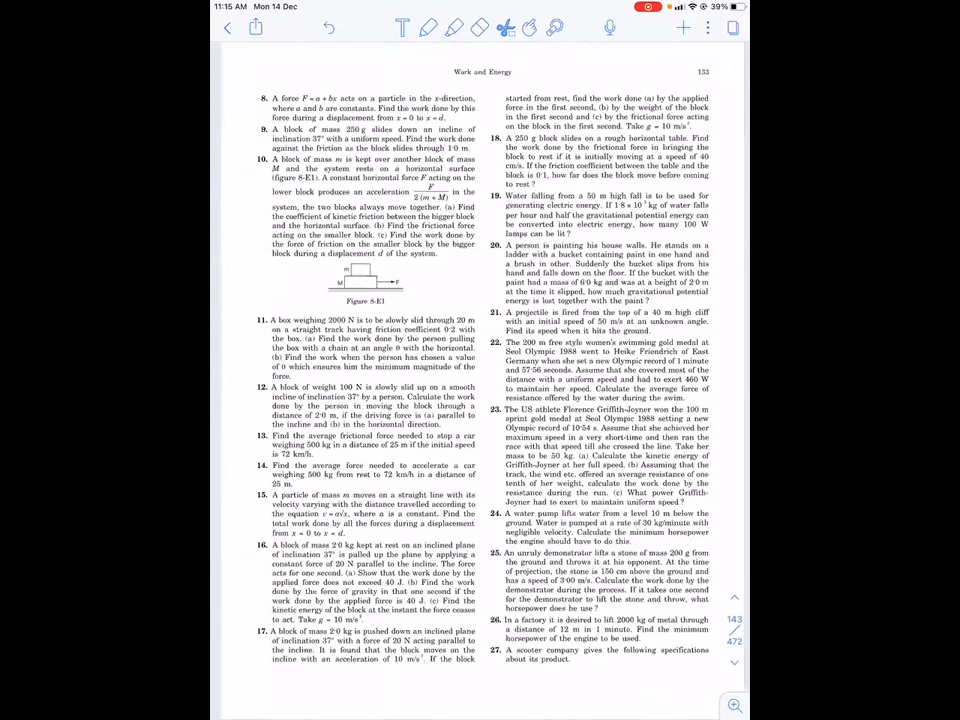 11:15 AM Mon 14 Dec
39%
Work and Energy 133
8. A force F = a + bx acts on a particle in the x-direction,
where a and b are constants. Find the work done by this
force during a displacement from x = 0 to x = d.
9. A block of mass 250 g slides down an incline of
inclination 37° with a uniform speed. Find the work done
against the friction as the block slides through 1·0 m.
10. A block of mass m is kept over another block of mass
M and the system rests on a horizontal surface
(figure 8-E1). A constant horizontal force F acting on the
lower block produces an acceleration F / 2 (m + M) in the
system, the two blocks always move together. (a) Find
the coefficient of kinetic friction between the bigger block
and the horizontal surface. (b) Find the frictional force
acting on the smaller block. (c) Find the work done by
the force of friction on the smaller block by the bigger
block during a displacement d of the system.
m
M F
Figure 8-E1
11. A box weighing 2000 N is to be slowly slid through 20 m
on a straight track having friction coefficient 0·2 with
the box. (a) Find the work done by the person pulling
the box with a chain at an angle θ with the horizontal.
(b) Find the work when the person has chosen a value
of θ which ensures him the minimum magnitude of the
force.
12. A block of weight 100 N is slowly slid up on a smooth
incline of inclination 37° by a person. Calculate the work
done by the person in moving the block through a
distance of 2·0 m, if the driving force is (a) parallel to
the incline and (b) in the horizontal direction.
13. Find the average frictional force needed to stop a car
weighing 500 kg in a distance of 25 m if the initial speed
is 72 km/h.
14. Find the average force needed to accelerate a car
weighing 500 kg from rest to 72 km/h in a distance of
25 m.
15. A particle of mass m moves on a straight line with its
velocity varying with the distance travelled according to
the equation v = a√x, where a is a constant. Find the
total work done by all the forces during a displacement
from x = 0 to x = d.
16. A block of mass 2·0 kg kept at rest on an inclined plane
of inclination 37° is pulled up the plane by applying a
constant force of 20 N parallel to the incline. The force
acts for one second. (a) Show that the work done by the
applied force does not exceed 40 J. (b) Find the work
done by the force of gravity in that one second if the
work done by the applied force is 40 J. (c) Find the
kinetic energy of the block at the instant the force ceases
to act. Take g = 10 m/s².
17. A block of mass 2·0 kg is pushed down an inclined plane
of inclination 37° with a force of 20 N acting parallel to
the incline. It is found that the block moves on the
incline with an acceleration of 10 m/s². If the block
started from rest, find the work done (a) by the applied
force in the first second, (b) by the weight of the block
in the first second and (c) by the frictional force acting
on the block in the first second. Take g = 10 m/s².
18. A 250 g block slides on a rough horizontal table. Find
the work done by the frictional force in bringing the
block to rest if it is initially moving at a speed of 40
cm/s. If the friction coefficient between the table and the
block is 0·1, how far does the block move before coming
to rest ?
19. Water falling from a 50 m high fall is to be used for
generating electric energy. If 1·8 × 10⁵ kg of water falls
per hour and half the gravitational potential energy can
be converted into electric energy, how many 100 W
lamps can be lit ?
20. A person is painting his house walls. He stands on a
ladder with a bucket containing paint in one hand and
a brush in other. Suddenly the bucket slips from his
hand and falls down on the floor. If the bucket with the
paint had a mass of 6·0 kg and was at a height of 2·0 m
at the time it slipped, how much gravitational potential
energy is lost together with the paint ?
21. A projectile is fired from the top of a 40 m high cliff
with an initial speed of 50 m/s at an unknown angle.
Find its speed when it hits the ground.
22. The 200 m free style women's swimming gold medal at
Seol Olympic 1988 went to Heike Friendrich of East
Germany when she set a new Olympic record of 1 minute
and 57·56 seconds. Assume that she covered most of the
distance with a uniform speed and had to exert 460 W
to maintain her speed. Calculate the average force of
resistance offered by the water during the swim.
23. The US athlete Florence Griffith-Joyner won the 100 m
sprint gold medal at Seol Olympic 1988 setting a new
Olympic record of 10·54 s. Assume that she achieved her
maximum speed in a very short-time and then ran the
race with that speed till she crossed the line. Take her
mass to be 50 kg. (a) Calculate the kinetic energy of
Griffith-Joyner at her full speed. (b) Assuming that the
track, the wind etc. offered an average resistance of one
tenth of her weight, calculate the work done by the
resistance during the run. (c) What power Griffith-
Joyner had to exert to maintain uniform speed ?
24. A water pump lifts water from a level 10 m below the
ground. Water is pumped at a rate of 30 kg/minute with
negligible velocity. Calculate the minimum horsepower
the engine should have to do this.
25. An unruly demonstrator lifts a stone of mass 200 g from
the ground and throws it at his opponent. At the time
of projection, the stone is 150 cm above the ground and
has a speed of 3·00 m/s. Calculate the work done by the
demonstrator during the process. If it takes one second
for the demonstrator to lift the stone and throw, what
horsepower does he use ?
26. In a factory it is desired to lift 2000 kg of metal through
a distance of 12 m in 1 minute. Find the minimum
horsepower of the engine to be used.
27. A scooter company gives the following specifications
about its product.
143
472